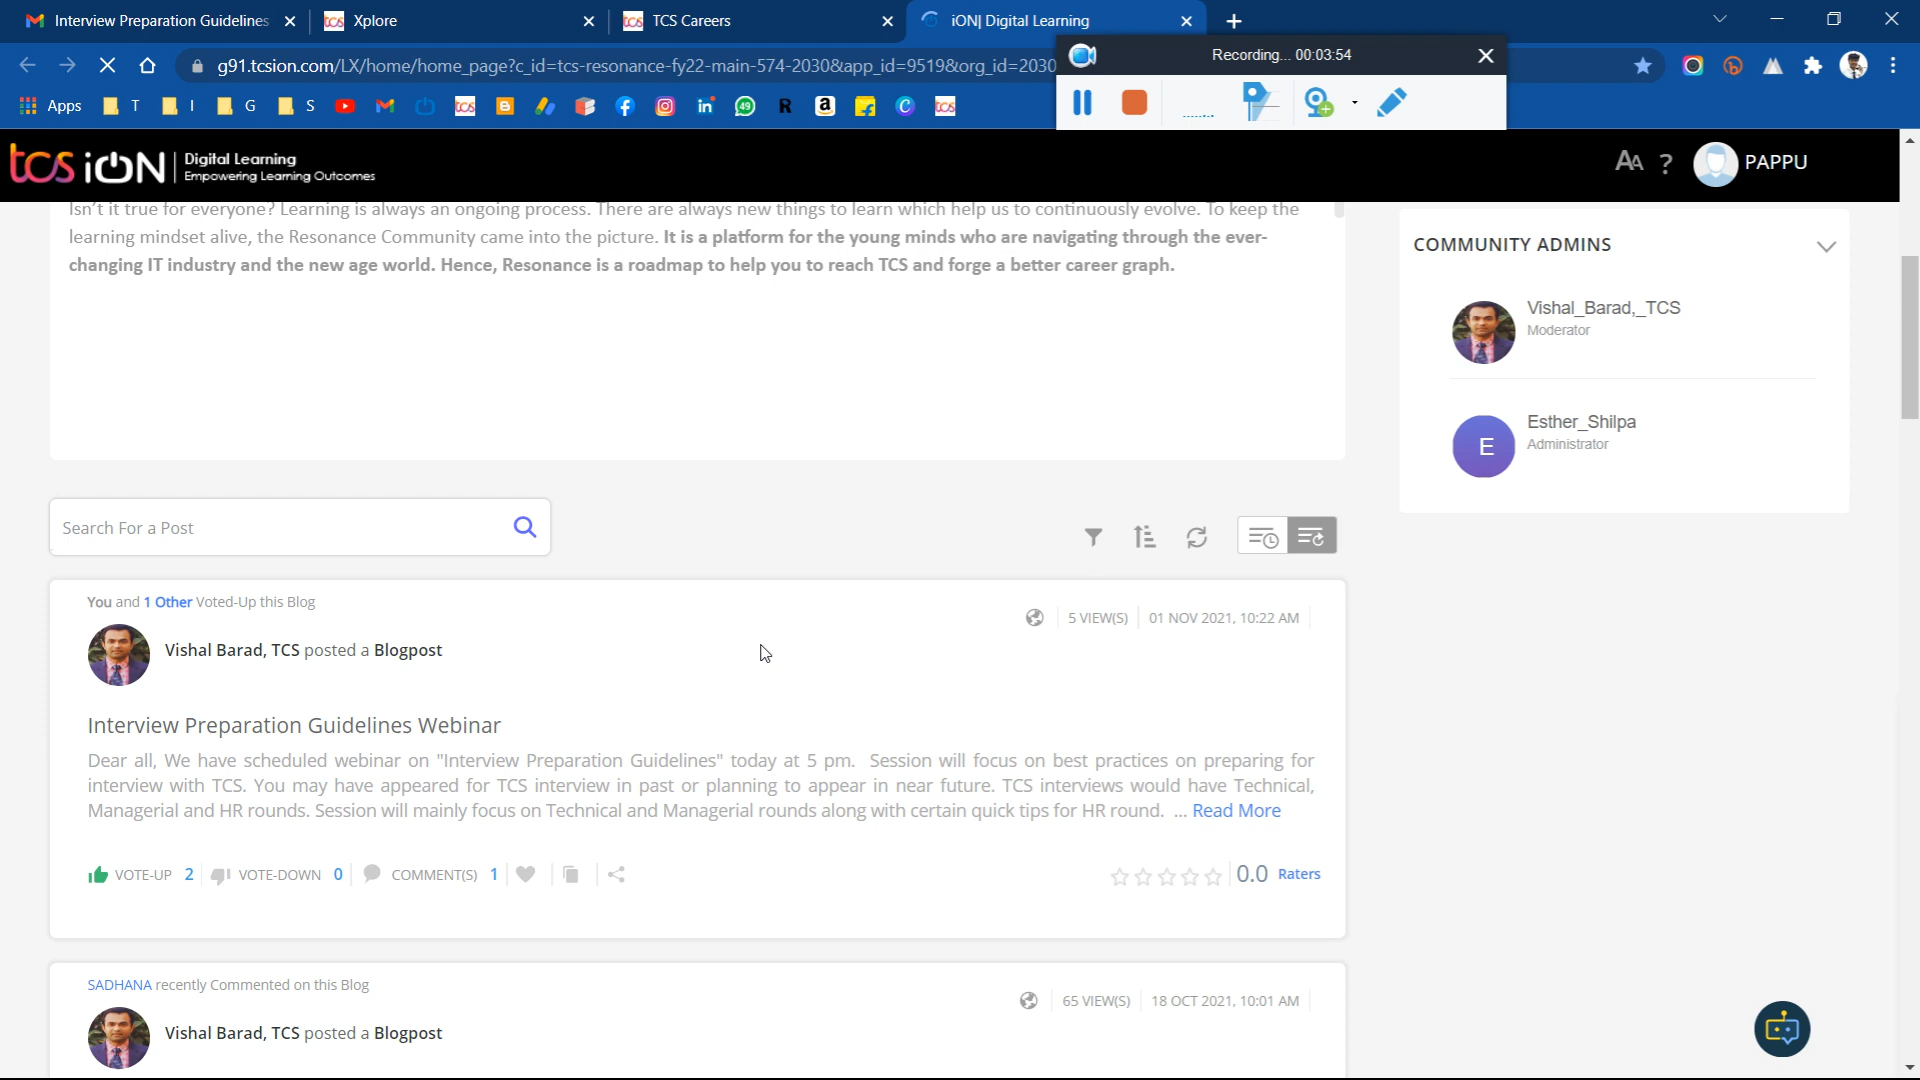 Interview Preparation Guidelines
Xplore
TCS Careers
iON| Digital Learning
g91.tcsion.com/LX/home/home_page?c_id=tcs-resonance-fy22-main-574-2030&app_id=9519&org_id=2030
Recording... 00:03:54
Apps
T
I
G
S
tcs iON
Digital Learning
Empowering Learning Outcomes
AA ? PAPPU
Isn't it true for everyone? Learning is always an ongoing process. There are always new things to learn which help us to continuously evolve. To keep the
learning mindset alive, the Resonance Community came into the picture. It is a platform for the young minds who are navigating through the ever-
changing IT industry and the new age world. Hence, Resonance is a roadmap to help you to reach TCS and forge a better career graph.
COMMUNITY ADMINS
Vishal_Barad,_TCS
Moderator
E
Esther_Shilpa
Administrator
Search For a Post
You and 1 Other Voted-Up this Blog
5 VIEW(S) 01 NOV 2021, 10:22 AM
Vishal Barad, TCS posted a Blogpost
Interview Preparation Guidelines Webinar
Dear all, We have scheduled webinar on "Interview Preparation Guidelines" today at 5 pm. Session will focus on best practices on preparing for
interview with TCS. You may have appeared for TCS interview in past or planning to appear in near future. TCS interviews would have Technical,
Managerial and HR rounds. Session will mainly focus on Technical and Managerial rounds along with certain quick tips for HR round. ... Read More
VOTE-UP 2 VOTE-DOWN 0 COMMENT(S) 1
0.0 Raters
SADHANA recently Commented on this Blog
65 VIEW(S) 18 OCT 2021, 10:01 AM
Vishal Barad, TCS posted a Blogpost